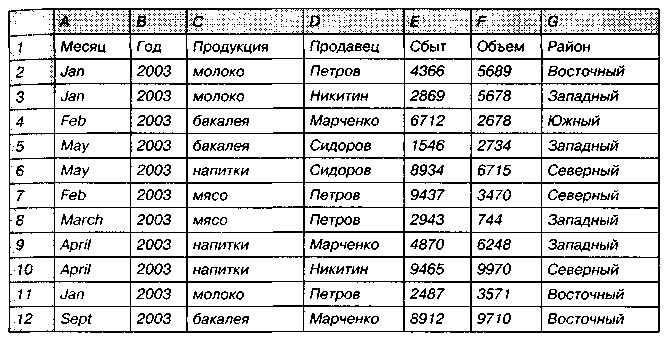 A B C D E F G
1 Месяц Год Продукция Продавец Сбыт Объем Район
2 Jan 2003 молоко Петров 4366 5689 Восточный
3 Jan 2003 молоко Никитин 2869 5678 Западный
4 Feb 2003 бакалея Марченко 6712 2678 Южный
5 May 2003 бакалея Сидоров 1546 2734 Западный
6 May 2003 напитки Сидоров 8934 6715 Северный
7 Feb 2003 мясо Петров 9437 3470 Северный
8 March 2003 мясо Петров 2943 744 Западный
9 April 2003 напитки Марченко 4870 6248 Западный
10 April 2003 напитки Никитин 9465 9970 Северный
11 Jan 2003 молоко Петров 2487 3571 Восточный
12 Sept 2003 бакалея Марченко 8912 9710 Восточный